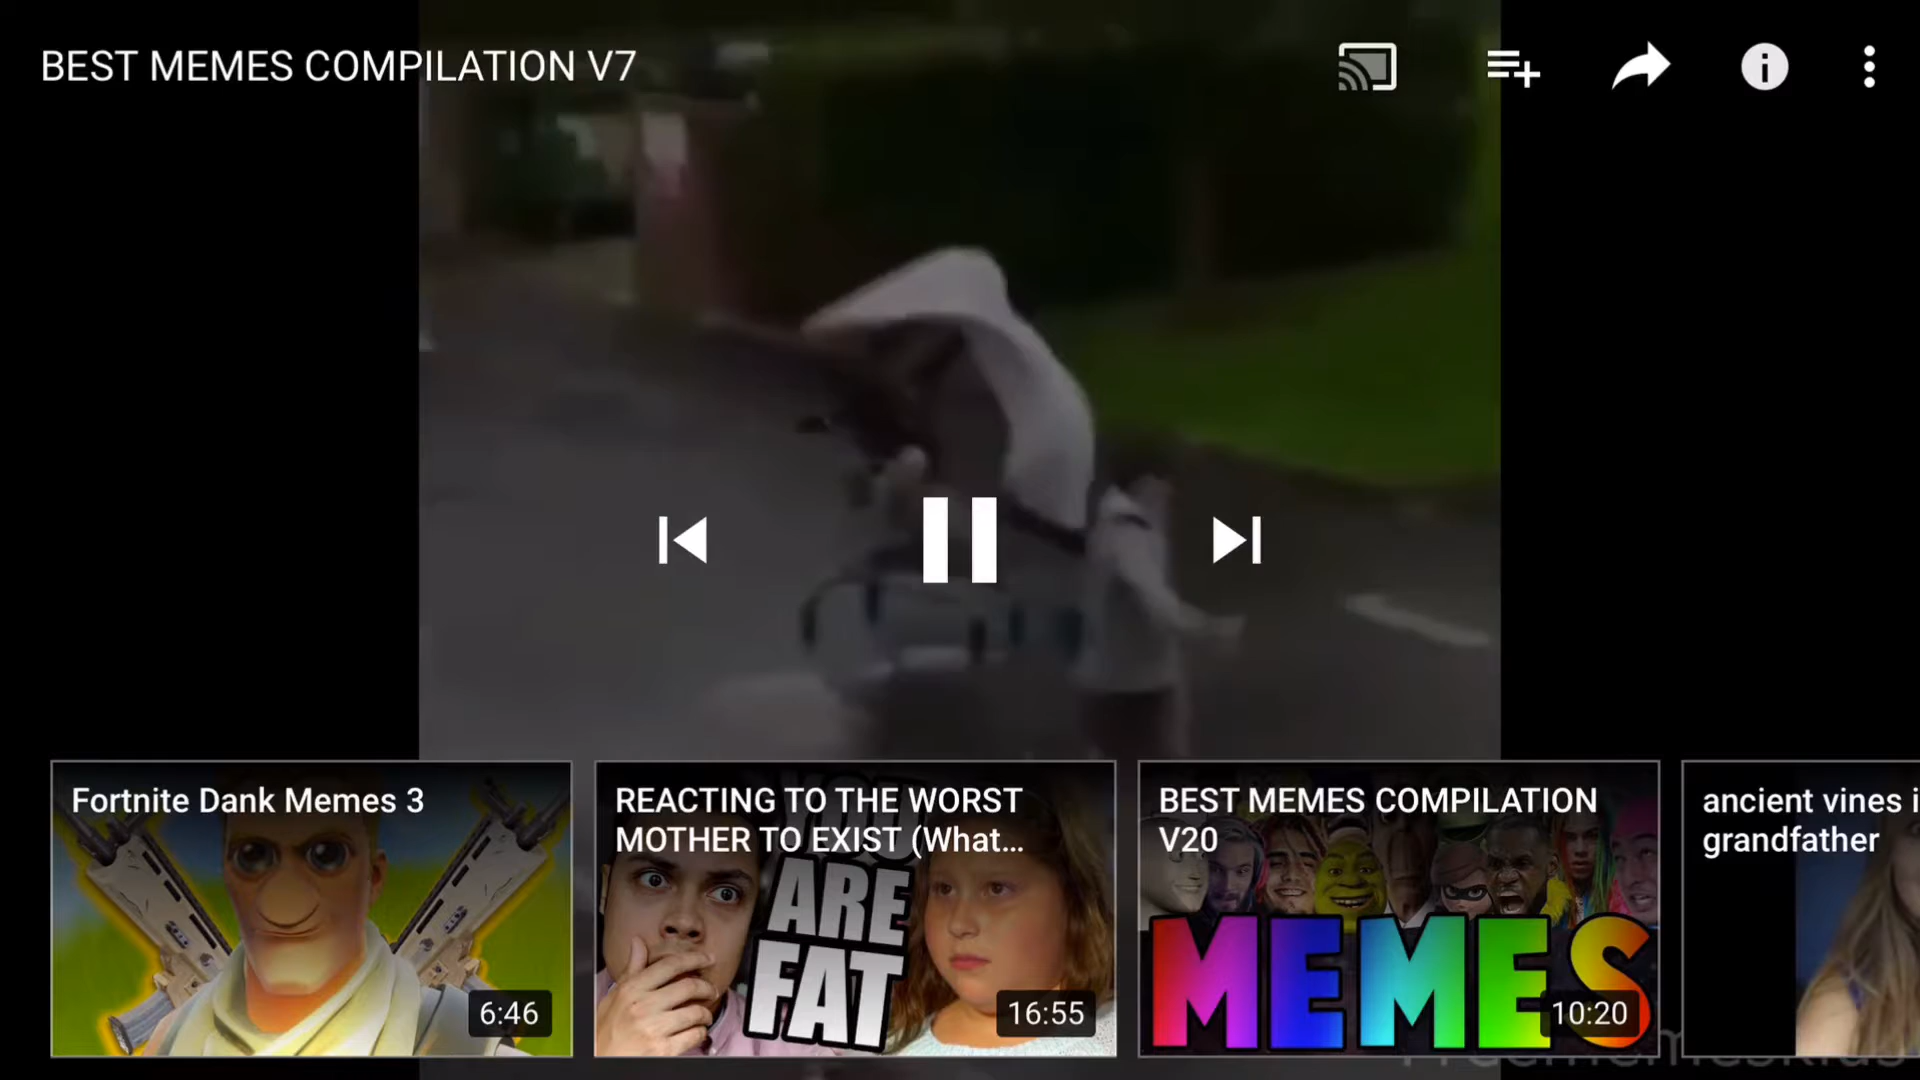 BEST MEMES COMPILATION V7
Fortnite Dank Memes 3
6:46
REACTING TO THE WORST
MOTHER TO EXIST (What...
YOU
ARE
FAT
16:55
BEST MEMES COMPILATION
V20
MEMES
10:20
ancient vines i
grandfather